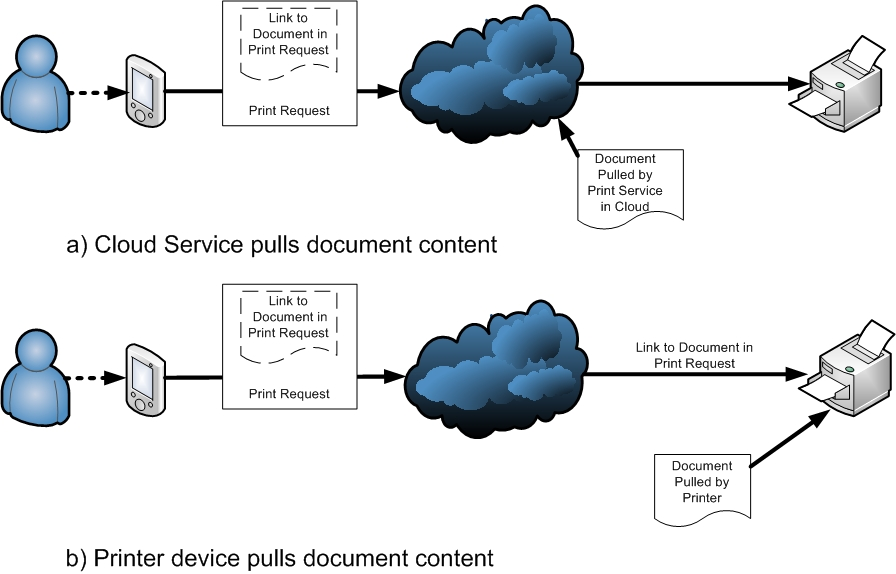 Link to
Document in
Print Request
Print Request
Document
Pulled by
Print Service
in Cloud
a) Cloud Service pulls document content
Link to
Document in
Print Request
Print Request
Link to Document in
Print Request
Document
Pulled by
Printer
b) Printer device pulls document content